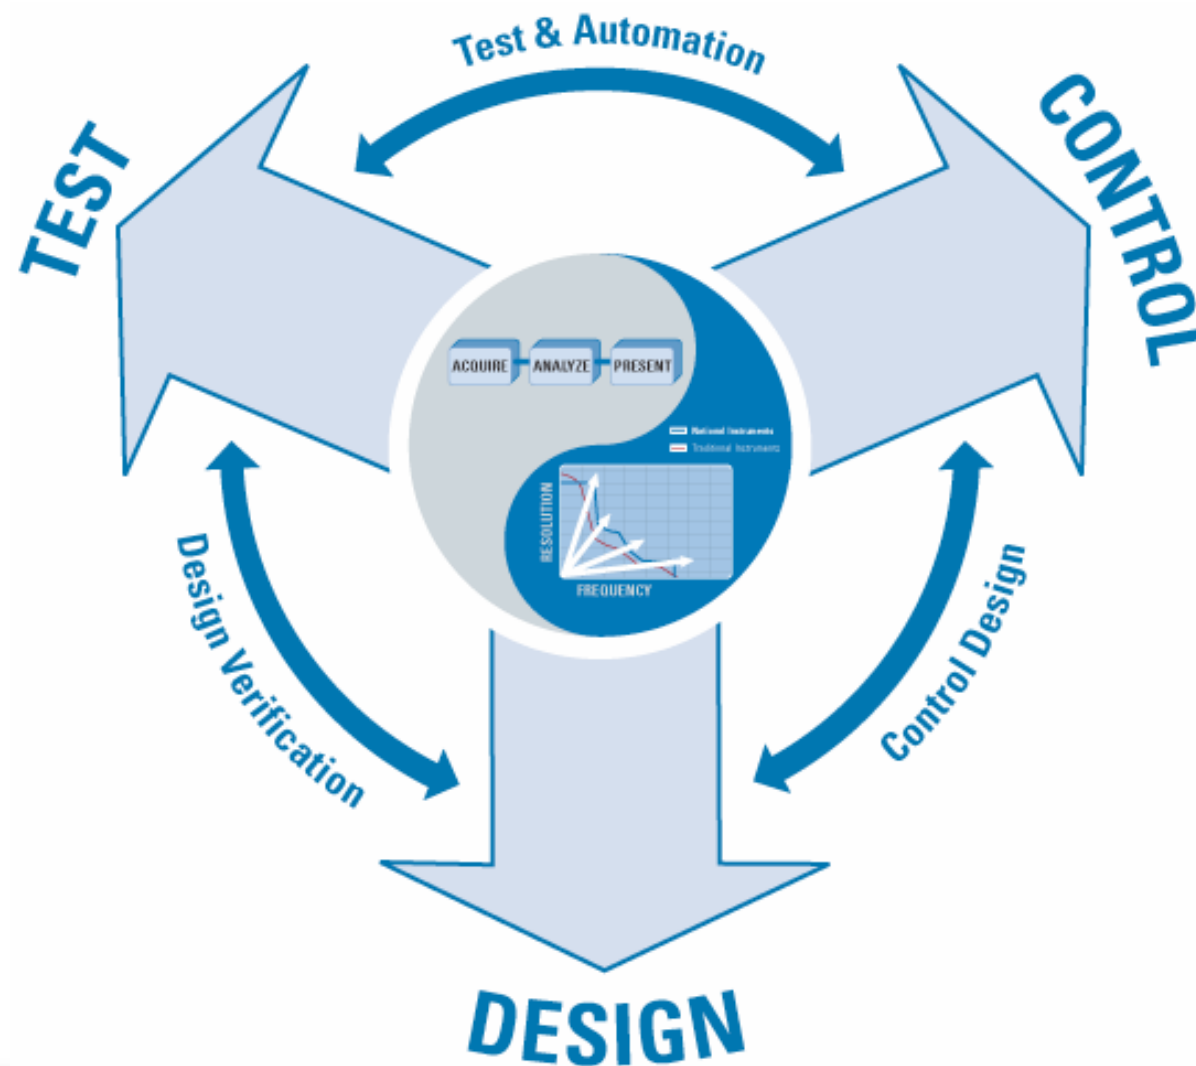 Test & Automation
TEST
CONTROL
ACQUIRE
ANALYZE
PRESENT
National Instruments
Traditional Instruments
RESOLUTION
FREQUENCY
Design Verification
Control Design
DESIGN